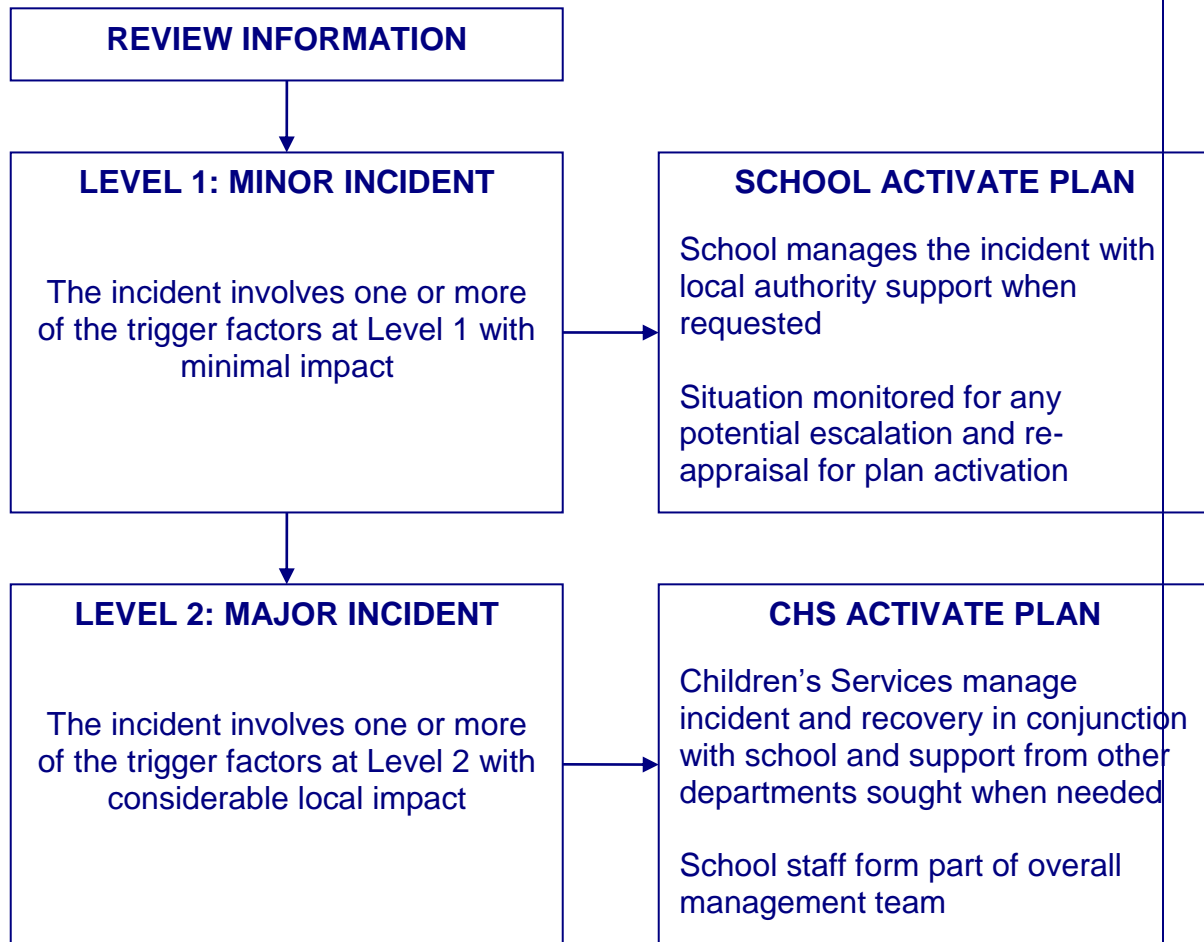 REVIEW INFORMATION
LEVEL 1: MINOR INCIDENT
The incident involves one or more
of the trigger factors at Level 1 with
minimal impact
SCHOOL ACTIVATE PLAN
School manages the incident with
local authority support when
requested
Situation monitored for any
potential escalation and re-
appraisal for plan activation
LEVEL 2: MAJOR INCIDENT
The incident involves one or more
of the trigger factors at Level 2 with
considerable local impact
CHS ACTIVATE PLAN
Children’s Services manage
incident and recovery in conjunction
with school and support from other
departments sought when needed
School staff form part of overall
management team